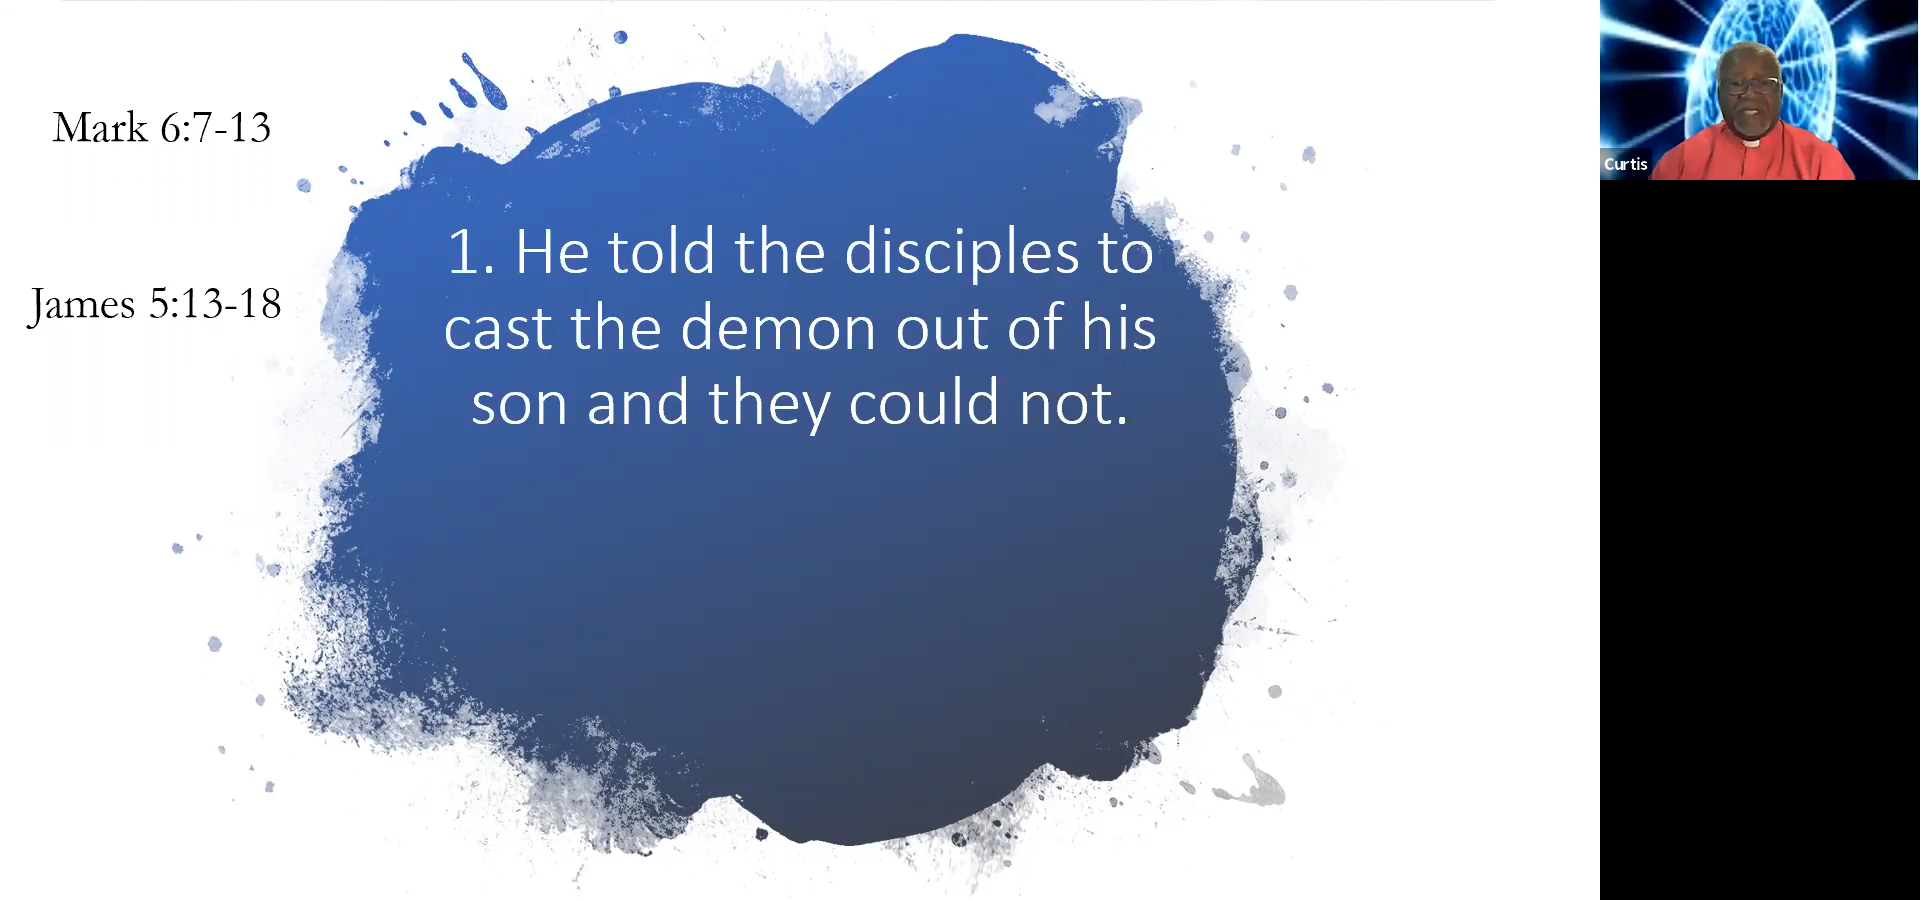 Mark 6:7-13
James 5:13-18
1. He told the disciples to
cast the demon out of his
son and they could not.
Curtis